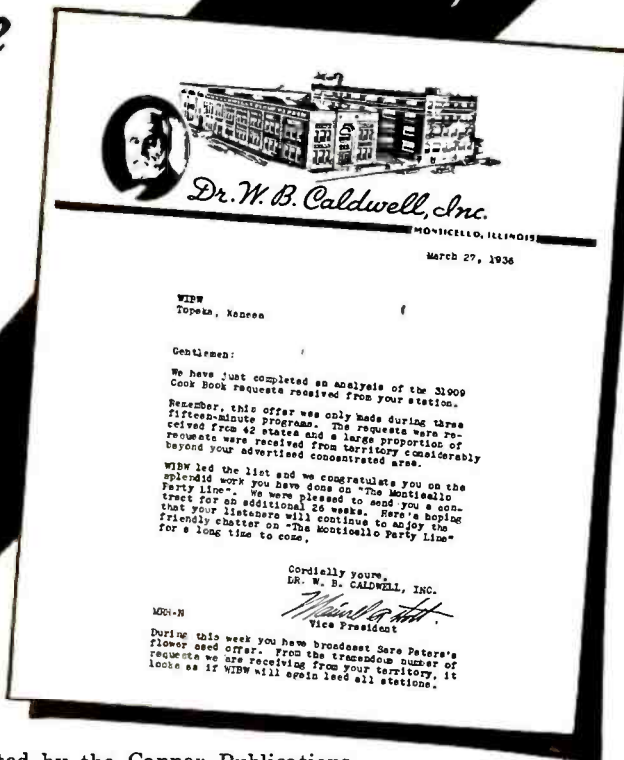 Dr. W. B. Caldwell, Inc.
MONTICELLO, ILLINOIS
March 27, 1936
WIBW
Topeka, Kansas
Gentlemen:
We have just completed an analysis of the 31909
Cook Book requests received from your station.
Remember, this offer was only made during three
fifteen-minute programs. The requests were re-
ceived from 42 states and a large proportion of
requests were received from territory considerably
beyond your advertised concentrated area.
WIBW led the list and we congratulate you on the
splendid work you have done on "The Monticello
Party Line". We were pleased to send you a con-
tract for an additional 26 weeks. Here's hoping
that your listeners will continue to enjoy the
friendly chatter on "The Monticello Party Line"
for a long time to come.
Cordially yours,
DR. W. B. CALDWELL, INC.
Vice President
MRH-N
During this week you have broadcast Sara Peters's
flower seed offer. From the tremendous number of
requests we are receiving from your territory, it
looks as if WIBW will again lead all stations.
by the Capper Publications